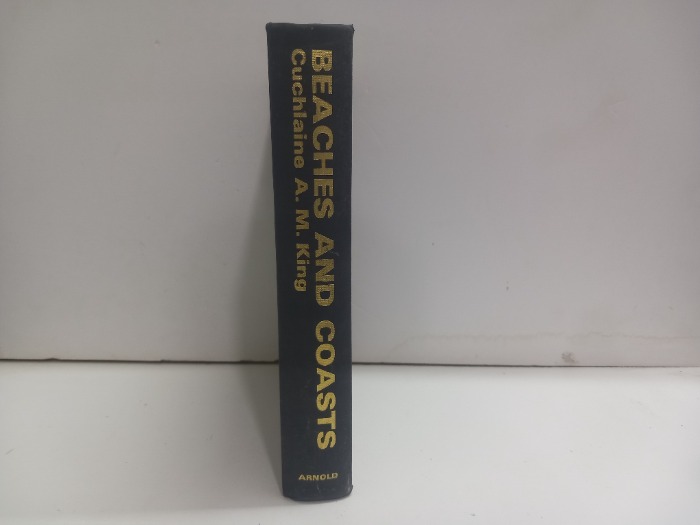 BEACHES AND COASTS
Cuchlaine A. M. King
ARNOLD